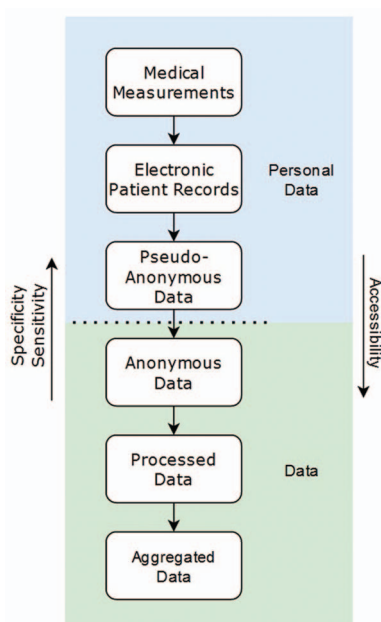 Medical
Measurements
Electronic
Patient Records
Personal
Data
Pseudo-
Anonymous
Data
Specificity
Sensitivity
Accessibility
Anonymous
Data
Processed
Data
Data
Aggregated
Data